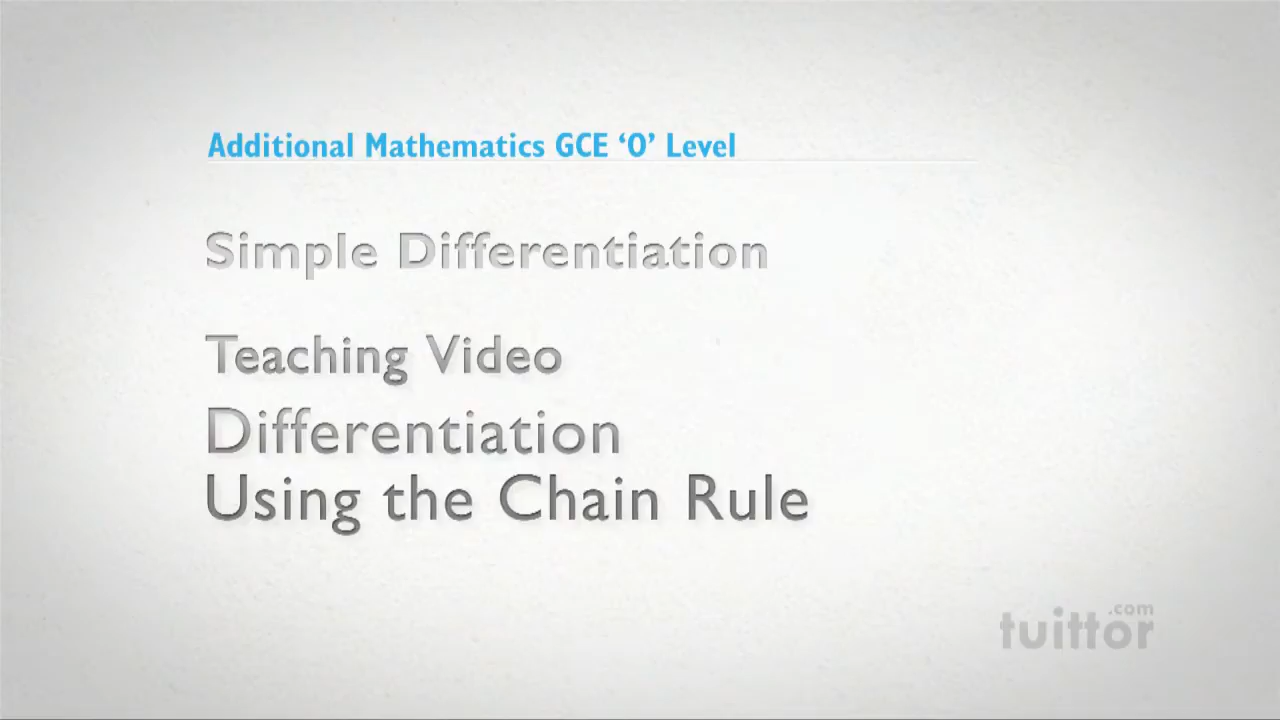 Additional Mathematics GCE ‘O’ Level
Simple Differentiation
Teaching Video
Differentiation
Using the Chain Rule
tuittor.com